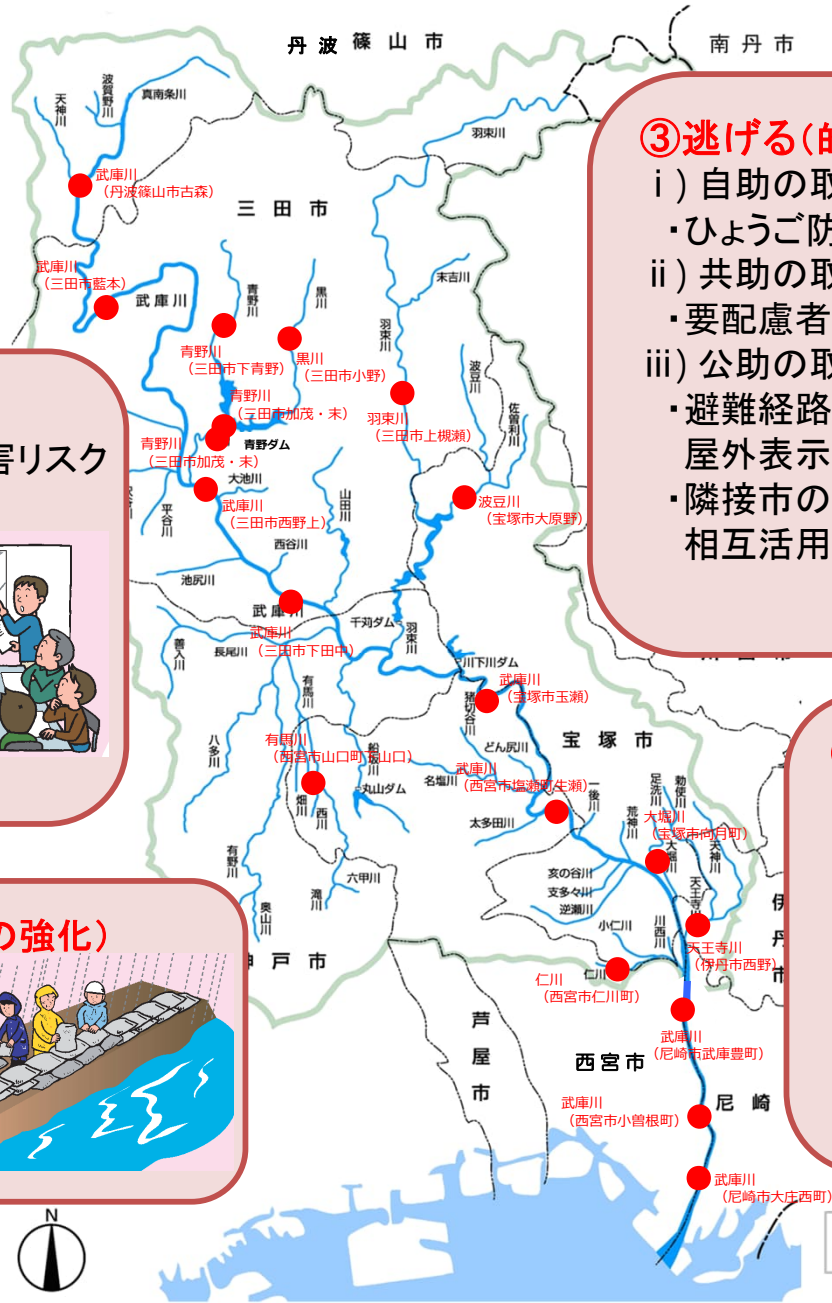 丹波篠山市
南丹市
天神川
波賀野川
真南条川
羽束川
武庫川
（丹波篠山市古森）
三田市
武庫川
（三田市藍本）
武庫川
青野川
黒川
末吉川
羽束川
青野川
（三田市下青野）
黒川
（三田市小野）
波豆川
佐曽利川
青野川
（三田市加茂・末）
羽束川
（三田市上槻瀬）
青野川
（三田市加茂・末）
青野ダム
大池川
平谷川
武庫川
（三田市西野上）
山田川
波豆川
（宝塚市大原野）
西谷川
池尻川
武庫川
武庫川
（三田市下田中）
千苅ダム
羽束川
善入川
長尾川
川下川ダム
武庫川
（宝塚市玉瀬）
有馬川
猪切谷川
宝塚市
八多川
有馬川
（西宮市山口町下山口）
船坂川
どん尻川
名塩川
武庫川
（西宮市塩瀬町生瀬）
丸山ダム
畑川
西川
一後川
足洗川
勅使川
荒神川
太多田川
大堀川
（宝塚市向月町）
大堀川
天神川
有野川
六甲川
滝川
奥山川
亥の谷川
支多々川
逆瀬川
天王寺川
小仁川
川西川
天王寺川
（伊丹市西野）
伊丹市
神戸市
仁川
仁川
（西宮市仁川町）
芦屋市
武庫川
（尼崎市武庫豊町）
西宮市
武庫川
（西宮市小曽根町）
尼崎
武庫川
（尼崎市大庄西町）
N
③逃げる（
ⅰ）自助の取
・ひょうご防
ⅱ）共助の取
・要配慮者
ⅲ）公助の取
・避難経路
屋外表示
・隣接市の
相互活用
害リスク
の強化）